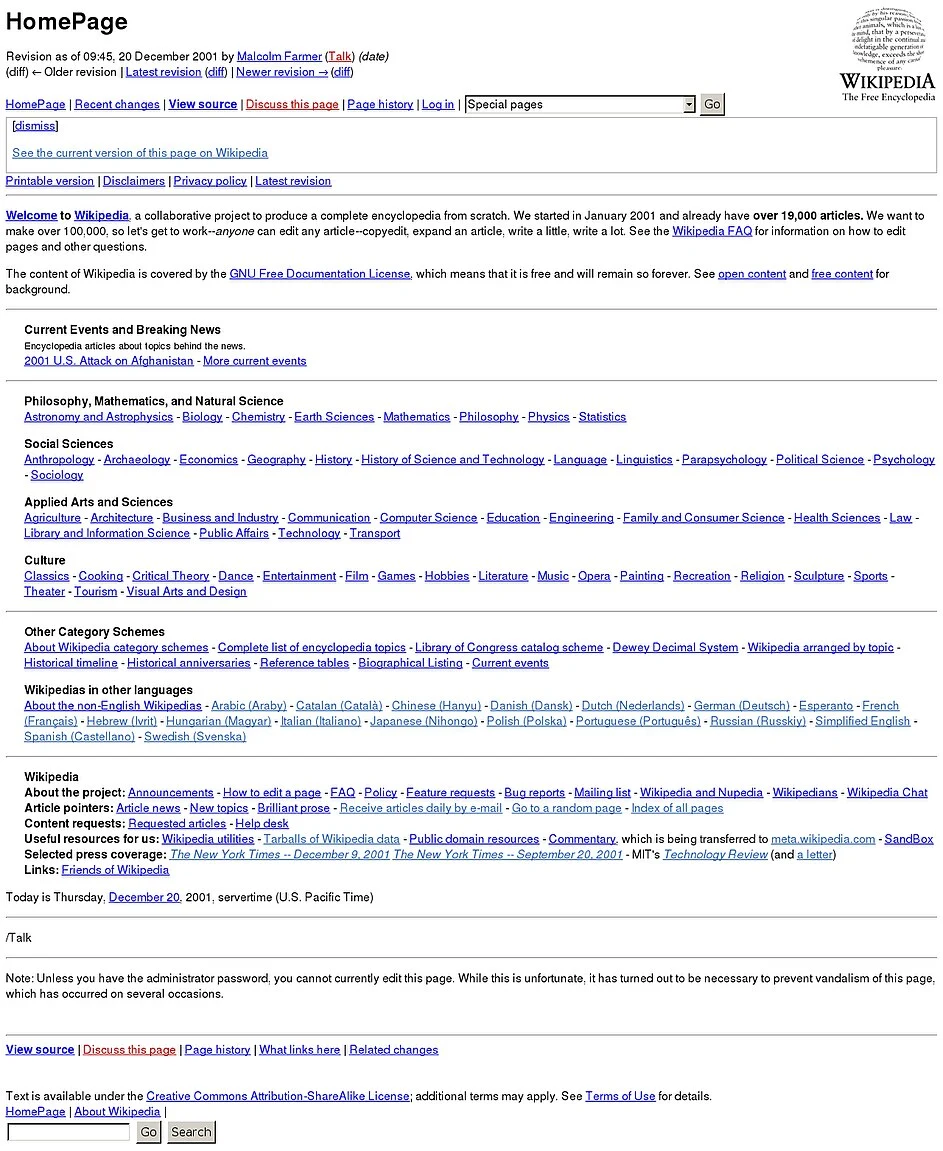 HomePage
Revision as of 09:45, 20 December 2001 by Malcolm Farmer (Talk) (date)
(diff) ← Older revision | Latest revision (diff) | Newer revision → (diff)
WIKIPEDIA
The Free Encyclopedia
HomePage | Recent changes | View source | Discuss this page | Page history | Log in | Special pages Go
[dismiss]
See the current version of this page on Wikipedia
Printable version | Disclaimers | Privacy policy | Latest revision
Welcome to Wikipedia, a collaborative project to produce a complete encyclopedia from scratch. We started in January 2001 and already have over 19,000 articles. We want to
make over 100,000, so let's get to work--anyone can edit any article--copyedit, expand an article, write a little, write a lot. See the Wikipedia FAQ for information on how to edit
pages and other questions.
The content of Wikipedia is covered by the GNU Free Documentation License, which means that it is free and will remain so forever. See open content and free content for
background.
Current Events and Breaking News
Encyclopedia articles about topics behind the news.
2001 U.S. Attack on Afghanistan - More current events
Philosophy, Mathematics, and Natural Science
Astronomy and Astrophysics - Biology - Chemistry - Earth Sciences - Mathematics - Philosophy - Physics - Statistics
Social Sciences
Anthropology - Archaeology - Economics - Geography - History - History of Science and Technology - Language - Linguistics - Parapsychology - Political Science - Psychology
- Sociology
Applied Arts and Sciences
Agriculture - Architecture - Business and Industry - Communication - Computer Science - Education - Engineering - Family and Consumer Science - Health Sciences - Law -
Library and Information Science - Public Affairs - Technology - Transport
Culture
Classics - Cooking - Critical Theory - Dance - Entertainment - Film - Games - Hobbies - Literature - Music - Opera - Painting - Recreation - Religion - Sculpture - Sports -
Theater - Tourism - Visual Arts and Design
Other Category Schemes
About Wikipedia category schemes - Complete list of encyclopedia topics - Library of Congress catalog scheme - Dewey Decimal System - Wikipedia arranged by topic -
Historical timeline - Historical anniversaries - Reference tables - Biographical Listing - Current events
Wikipedias in other languages
About the non-English Wikipedias - Arabic (Araby) - Catalan (Català) - Chinese (Hanyu) - Danish (Dansk) - Dutch (Nederlands) - German (Deutsch) - Esperanto - French
(Français) - Hebrew (Ivrit) - Hungarian (Magyar) - Italian (Italiano) - Japanese (Nihongo) - Polish (Polska) - Portuguese (Português) - Russian (Russkiy) - Simplified English -
Spanish (Castellano) - Swedish (Svenska)
Wikipedia
About the project: Announcements - How to edit a page - FAQ - Policy - Feature requests - Bug reports - Mailing list - Wikipedia and Nupedia - Wikipedians - Wikipedia Chat
Article pointers: Article news - New topics - Brilliant prose - Receive articles daily by e-mail - Go to a random page - Index of all pages
Content requests: Requested articles - Help desk
Useful resources for us: Wikipedia utilities - Tarballs of Wikipedia data - Public domain resources - Commentary, which is being transferred to meta.wikipedia.com - SandBox
Selected press coverage: The New York Times -- December 9, 2001 The New York Times -- September 20, 2001 - MIT's Technology Review (and a letter)
Links: Friends of Wikipedia
Today is Thursday, December 20, 2001, servertime (U.S. Pacific Time)
/Talk
Note: Unless you have the administrator password, you cannot currently edit this page. While this is unfortunate, it has turned out to be necessary to prevent vandalism of this page,
which has occurred on several occasions.
View source | Discuss this page | Page history | What links here | Related changes
Text is available under the Creative Commons Attribution-ShareAlike License; additional terms may apply. See Terms of Use for details.
HomePage | About Wikipedia |
Go Search